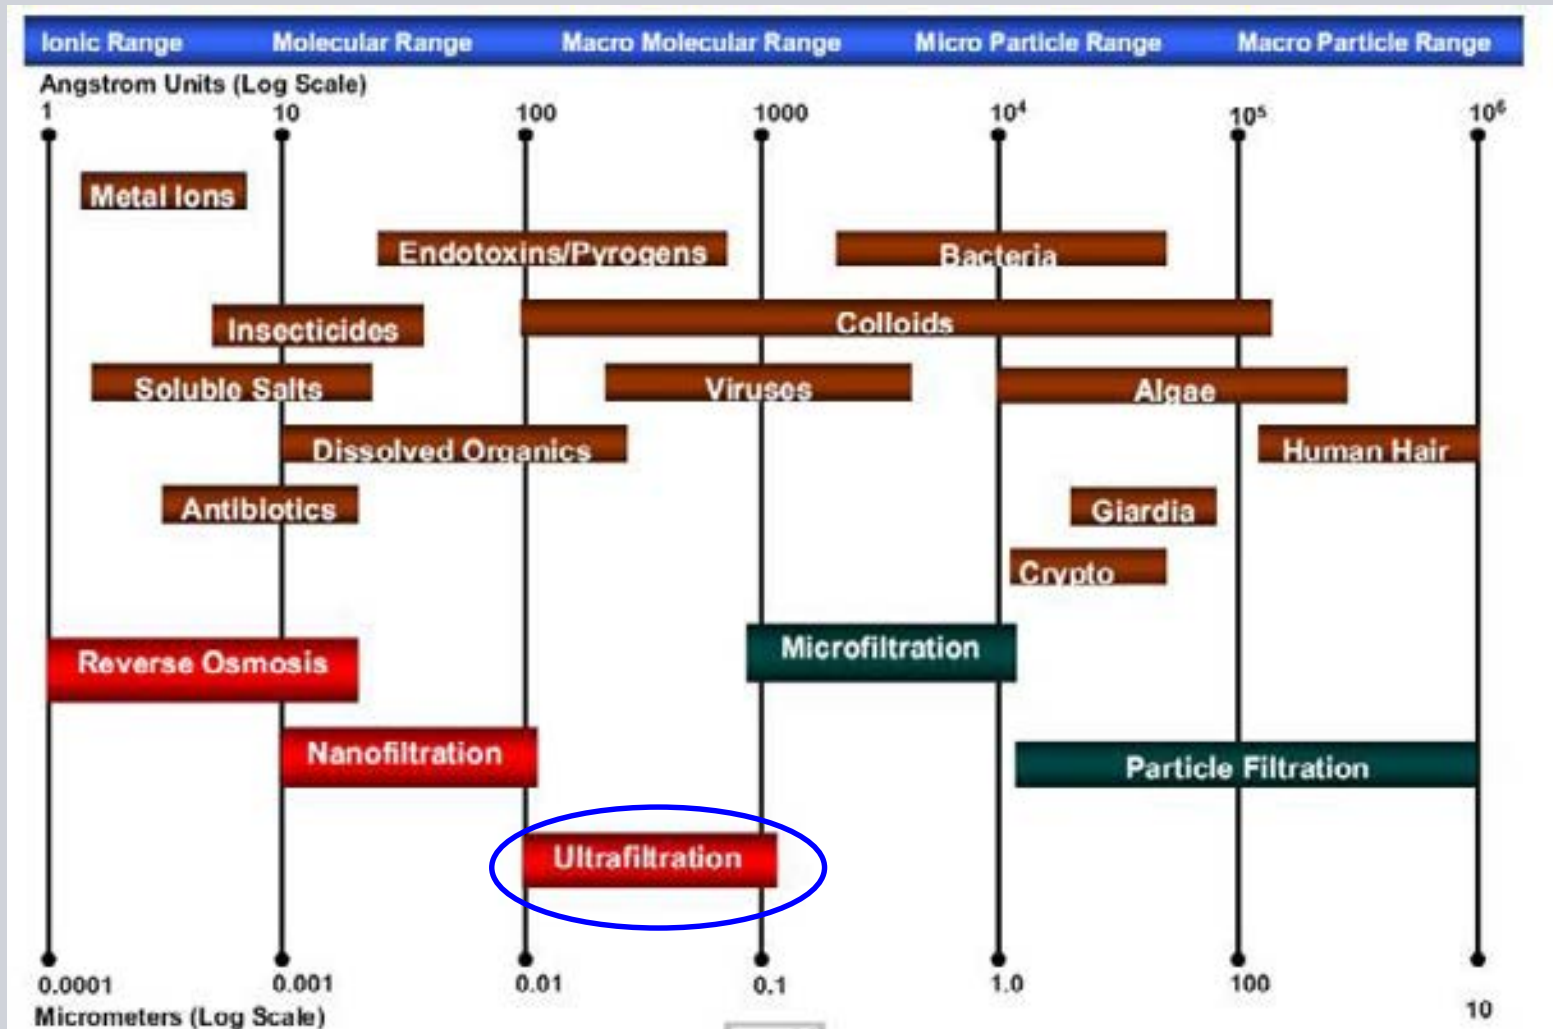 Ionic Range Molecular Range Macro Molecular Range Micro Particle Range Macro Particle Range
Angstrom Units (Log Scale)
1 10 100 1000 10⁴ 10⁵ 10⁶
Metal Ions
Endotoxins/Pyrogens Bacteria
Insecticides Colloids
Soluble Salts Viruses Algae
Dissolved Organics Human Hair
Antibiotics Giardia
Crypto
Reverse Osmosis Microfiltration
Nanofiltration Particle Filtration
Ultrafiltration
0.0001 0.001 0.01 0.1 1.0 100 10
Micrometers (Log Scale)